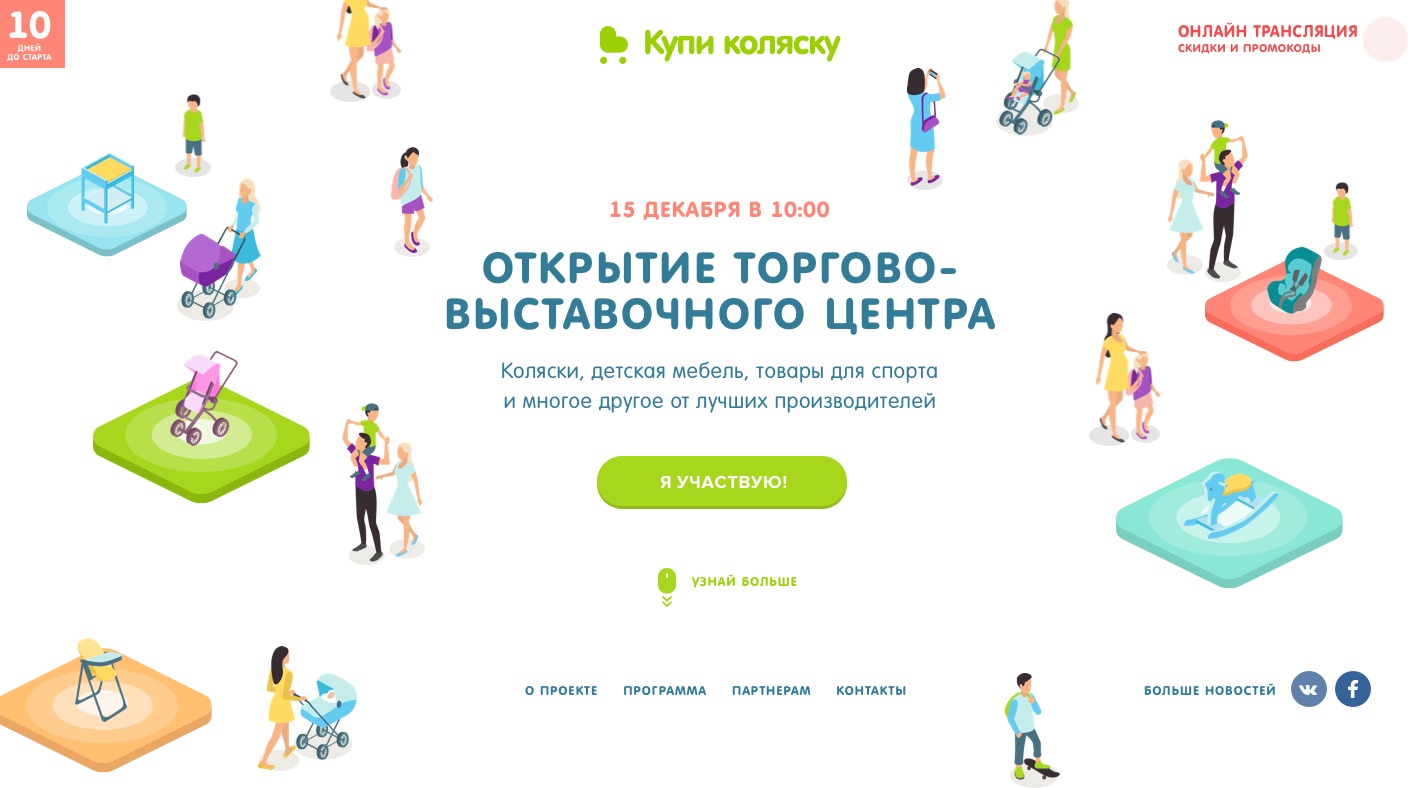 10
ДНЕЙ
ДО СТАРТА
Купи коляску
ОНЛАЙН ТРАНСЛЯЦИЯ
СКИДКИ И ПРОМОКОДЫ
15 ДЕКАБРЯ В 10:00
ОТКРЫТИЕ ТОРГОВО-
ВЫСТАВОЧНОГО ЦЕНТРА
Коляски, детская мебель, товары для спорта
и многое другое от лучших производителей
Я УЧАСТВУЮ!
УЗНАЙ БОЛЬШЕ
О ПРОЕКТЕ ПРОГРАММА ПАРТНЕРАМ КОНТАКТЫ
БОЛЬШЕ НОВОСТЕЙ